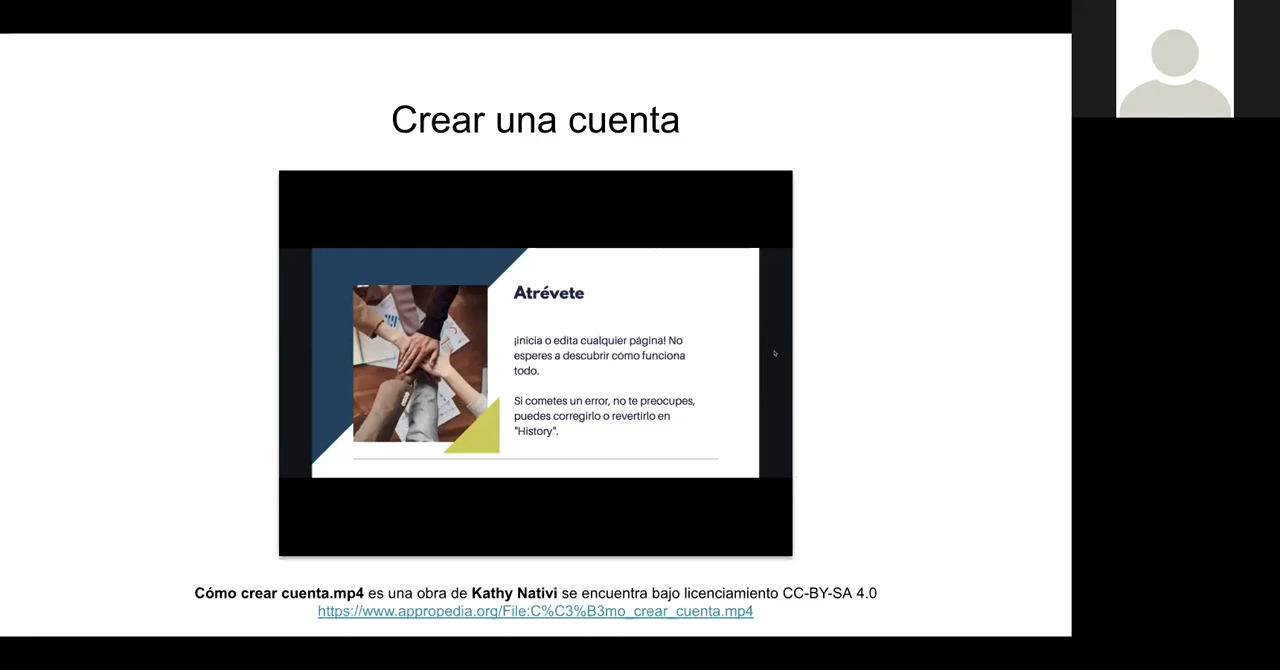 Crear una cuenta
Atrévete
¡inicia o edita cualquier página! No
esperes a descubrir cómo funciona
todo.
Si cometes un error, no te preocupes,
puedes corregirlo o revertirlo en
"History".
Cómo crear cuenta.mp4 es una obra de Kathy Nativi se encuentra bajo licenciamiento CC-BY-SA 4.0
https://www.appropedia.org/File:C%C3%B3mo_crear_cuenta.mp4